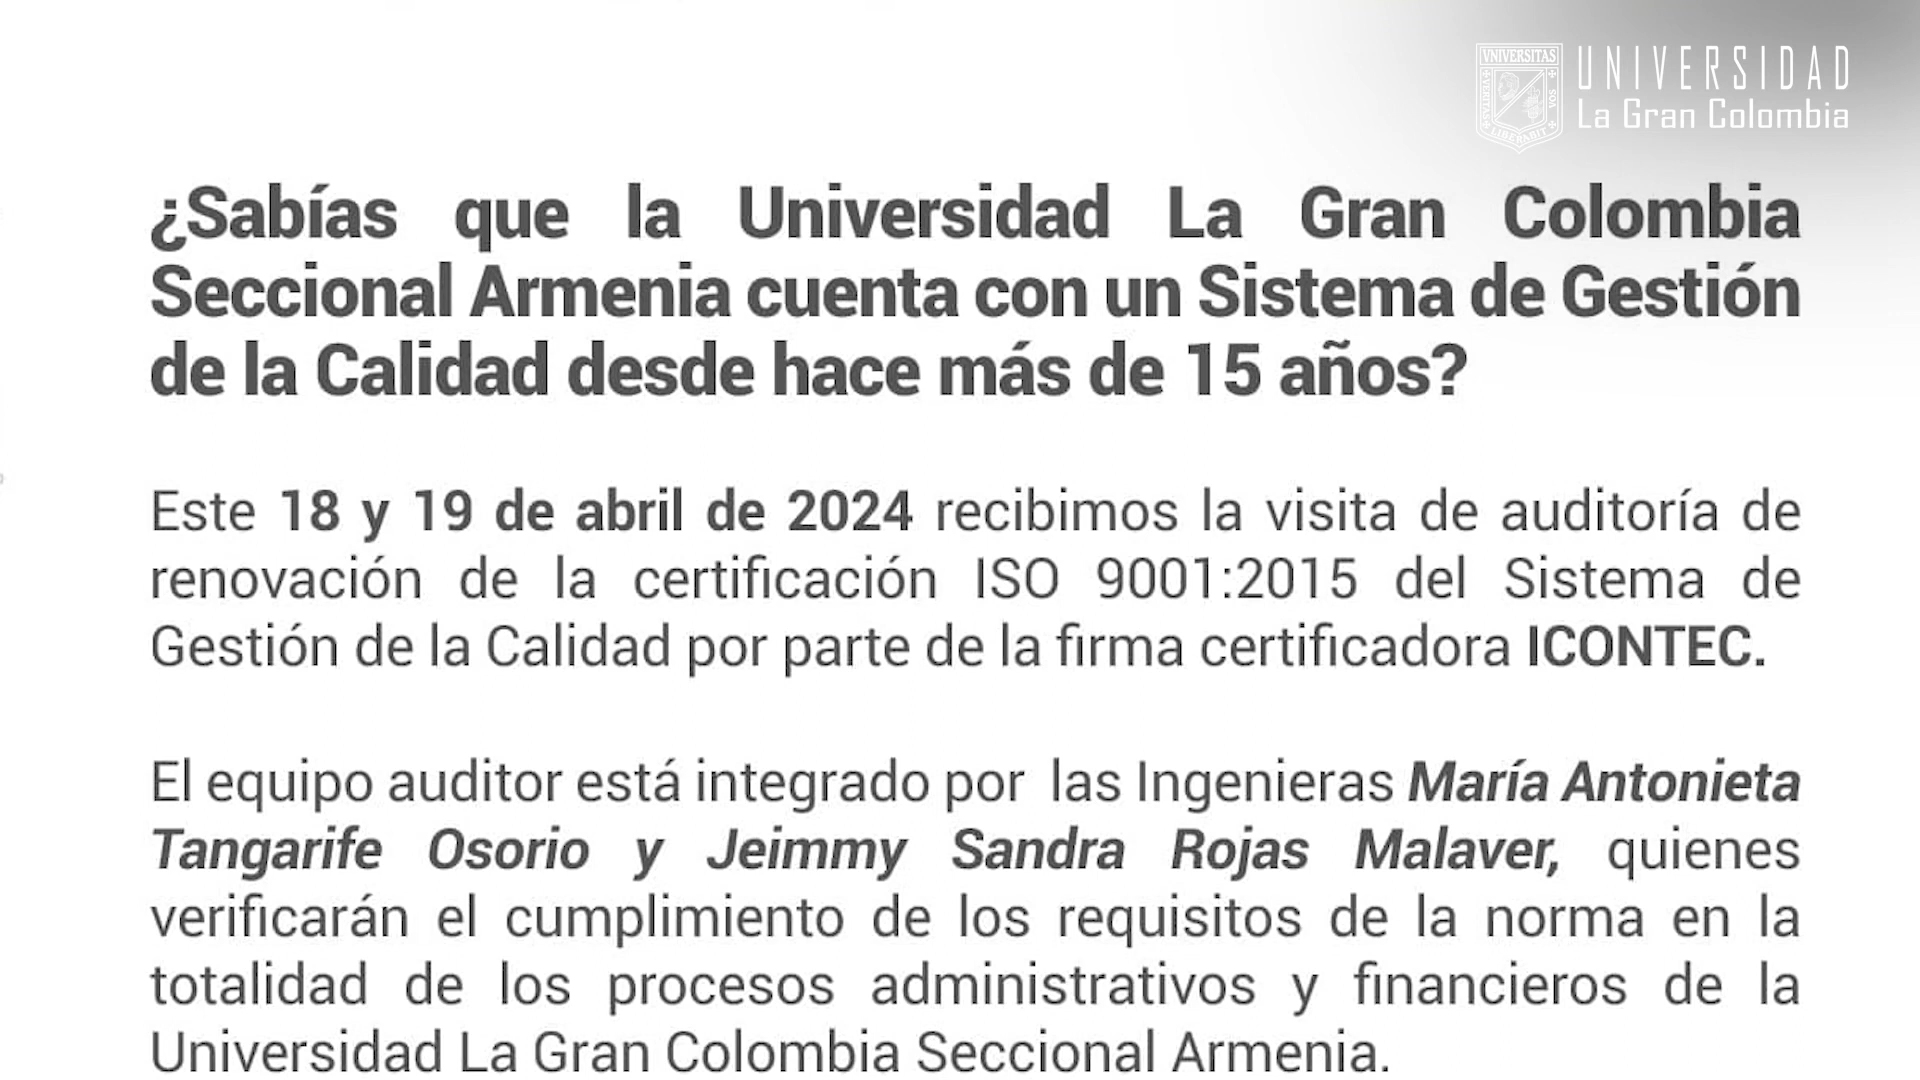 VNIVERSITAS
VERITAS
VOS
LIBERABIT
UNIVERSIDAD
La Gran Colombia
¿Sabías que la Universidad La Gran Colombia
Seccional Armenia cuenta con un Sistema de Gestión
de la Calidad desde hace más de 15 años?
Este 18 y 19 de abril de 2024 recibimos la visita de auditoría de
renovación de la certificación ISO 9001:2015 del Sistema de
Gestión de la Calidad por parte de la firma certificadora ICONTEC.
El equipo auditor está integrado por  las Ingenieras María Antonieta
Tangarife Osorio y Jeimmy Sandra Rojas Malaver, quienes
verificarán el cumplimiento de los requisitos de la norma en la
totalidad de los procesos administrativos y financieros de la
Universidad La Gran Colombia Seccional Armenia.